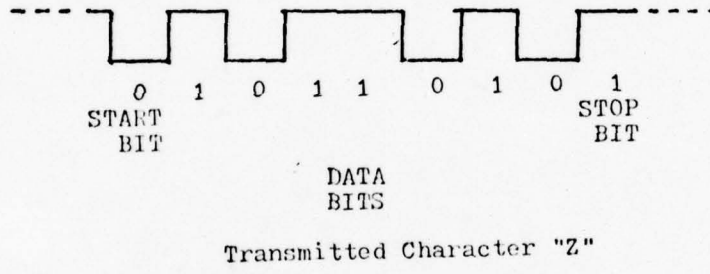 0 1 0 1 1 0 1 0 1
START
BIT
STOP
BIT
DATA
BITS
Transmitted Character "Z"